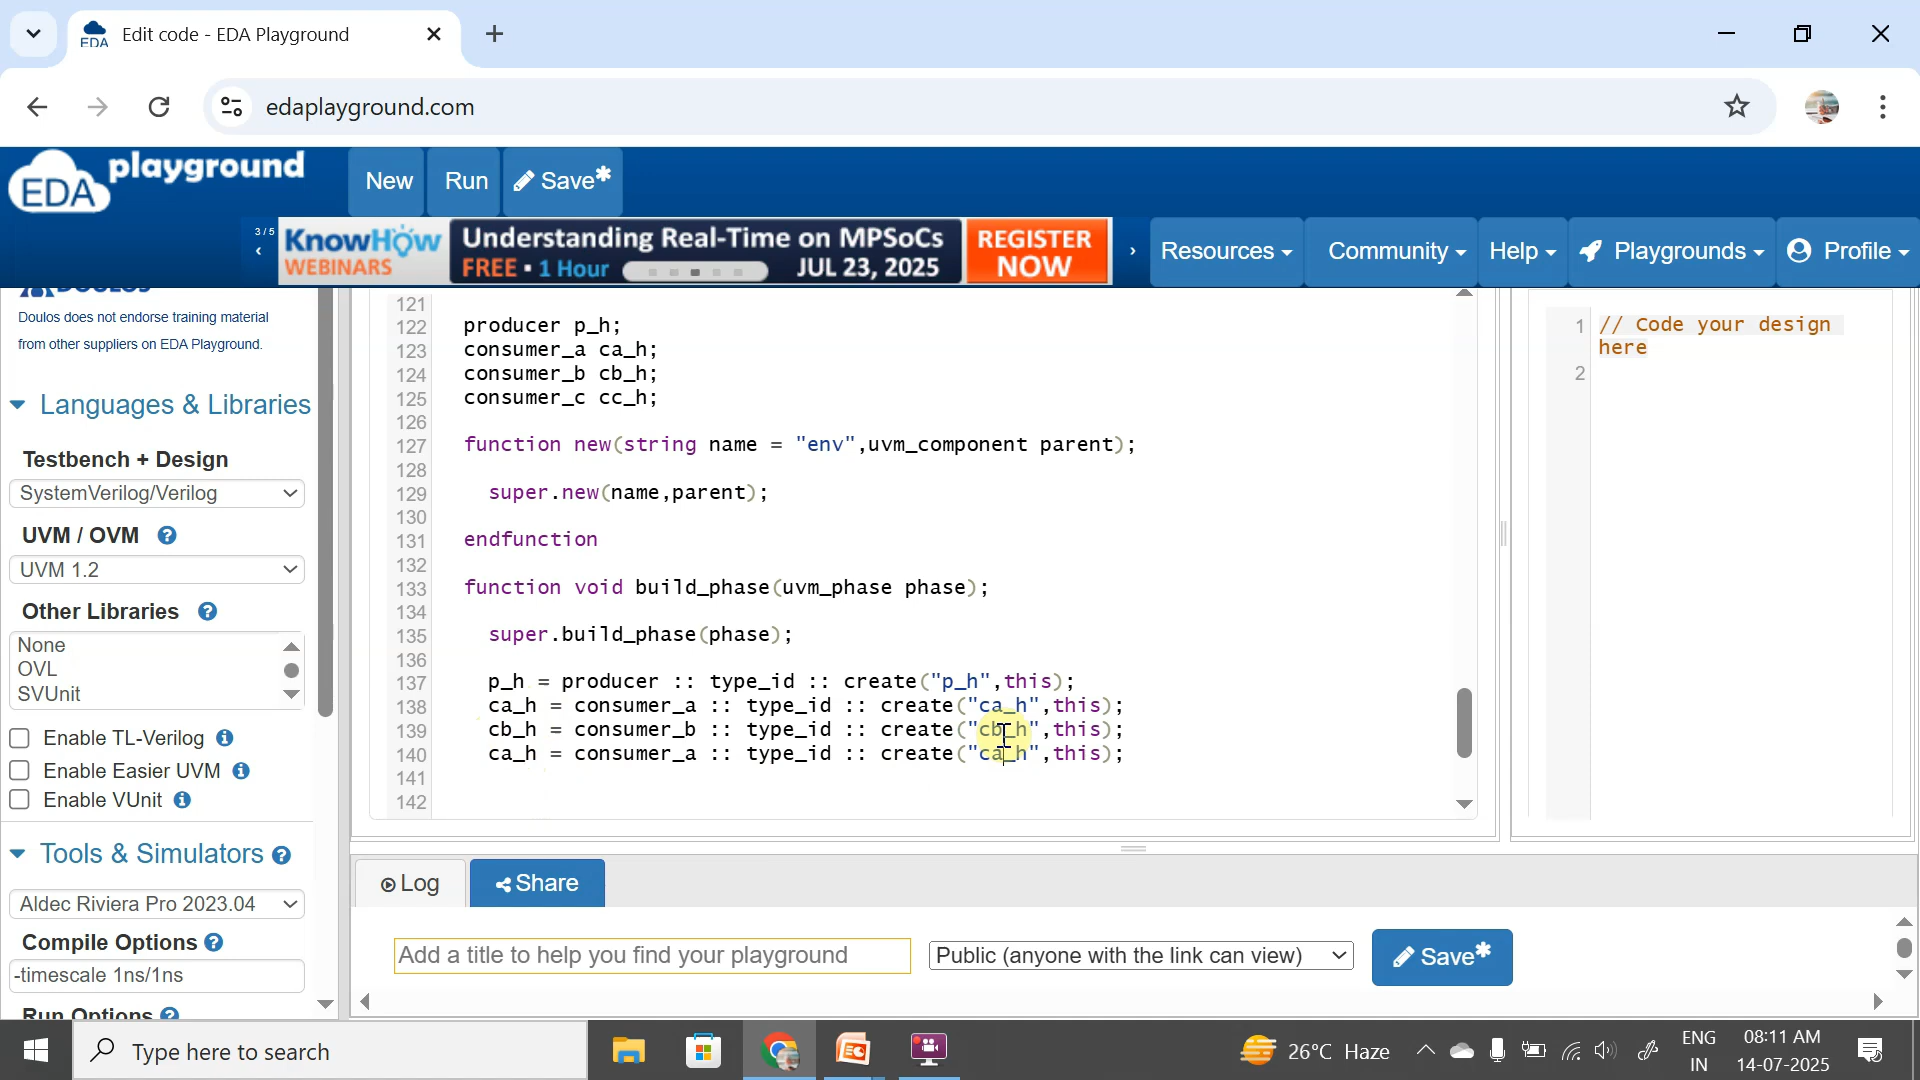 Edit code - EDA Playground
edaplayground.com
EDA playground
New
Run
Save*
3/5
KnowHow WEBINARS
Understanding Real-Time on MPSoCs
FREE • 1 Hour
JUL 23, 2025
REGISTER NOW
Resources
Community
Help
Playgrounds
Profile
Doulos does not endorse training material
from other suppliers on EDA Playground.
Languages & Libraries
Testbench + Design
SystemVerilog/Verilog
UVM / OVM
UVM 1.2
Other Libraries
None
OVL
SVUnit
Enable TL-Verilog
Enable Easier UVM
Enable VUnit
Tools & Simulators
Aldec Riviera Pro 2023.04
Compile Options
-timescale 1ns/1ns
Run Options
121
122 producer p_h;
123 consumer_a ca_h;
124 consumer_b cb_h;
125 consumer_c cc_h;
126
127 function new(string name = "env",uvm_component parent);
128
129 super.new(name,parent);
130
131 endfunction
132
133 function void build_phase(uvm_phase phase);
134
135 super.build_phase(phase);
136
137 p_h = producer :: type_id :: create("p_h",this);
138 ca_h = consumer_a :: type_id :: create("ca_h",this);
139 cb_h = consumer_b :: type_id :: create("cb_h",this);
140 ca_h = consumer_a :: type_id :: create("ca_h",this);
141
142
1 // Code your design
here
2
Log
Share
Add a title to help you find your playground
Public (anyone with the link can view)
Save*
Type here to search
26°C Haze
ENG
IN
08:11 AM
14-07-2025